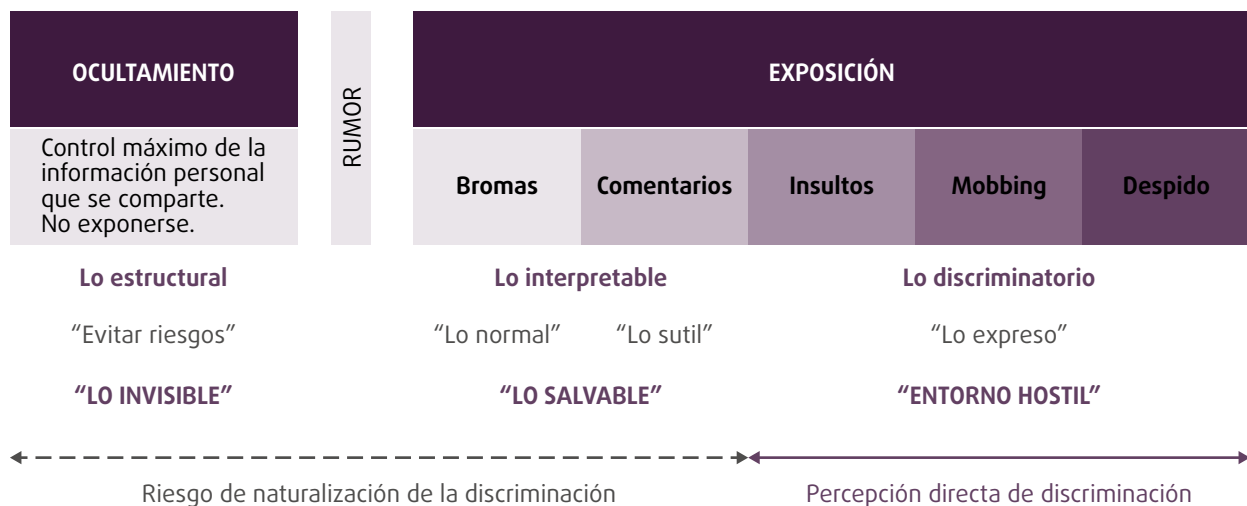 OCULTAMIENTO
Control máximo de la
información personal
que se comparte.
No exponerse.
RUMOR
EXPOSICIÓN
Bromas
Comentarios
Insultos
Mobbing
Despido
Lo estructural
Lo interpretable
Lo discriminatorio
“Evitar riesgos”
“Lo normal”
“Lo sutil”
“Lo expreso”
“LO INVISIBLE”
“LO SALVABLE”
“ENTORNO HOSTIL”
Riesgo de naturalización de la discriminación
Percepción directa de discriminación